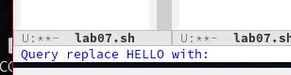 U:**- lab07.sh U:**- lab07.sh
Query replace HELLO with: